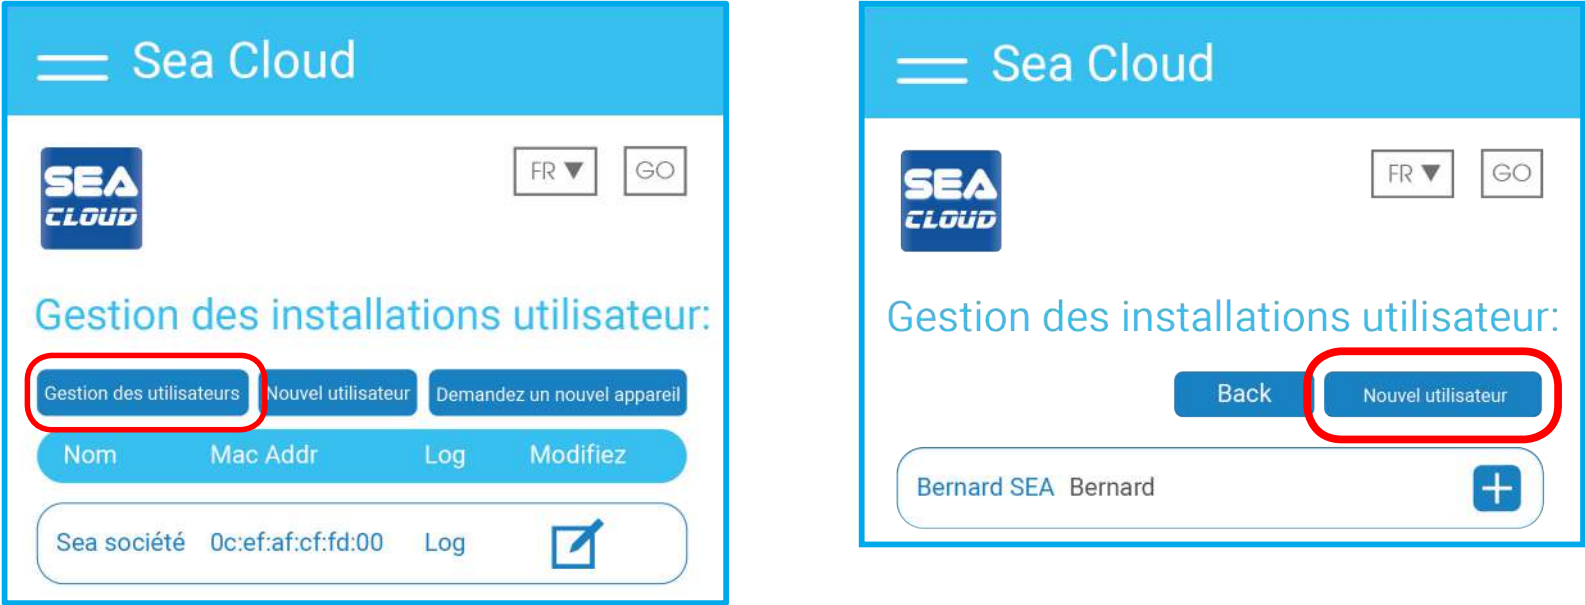 Sea Cloud
SEA
CLOUD
FR ▼ GO
Gestion des installations utilisateur:
Gestion des utilisateurs Nouvel utilisateur Demandez un nouvel appareil
Nom Mac Addr Log Modifiez
Sea société 0c:ef:af:cf:fd:00 Log
Sea Cloud
SEA
CLOUD
FR ▼ GO
Gestion des installations utilisateur:
Back Nouvel utilisateur
Bernard SEA Bernard